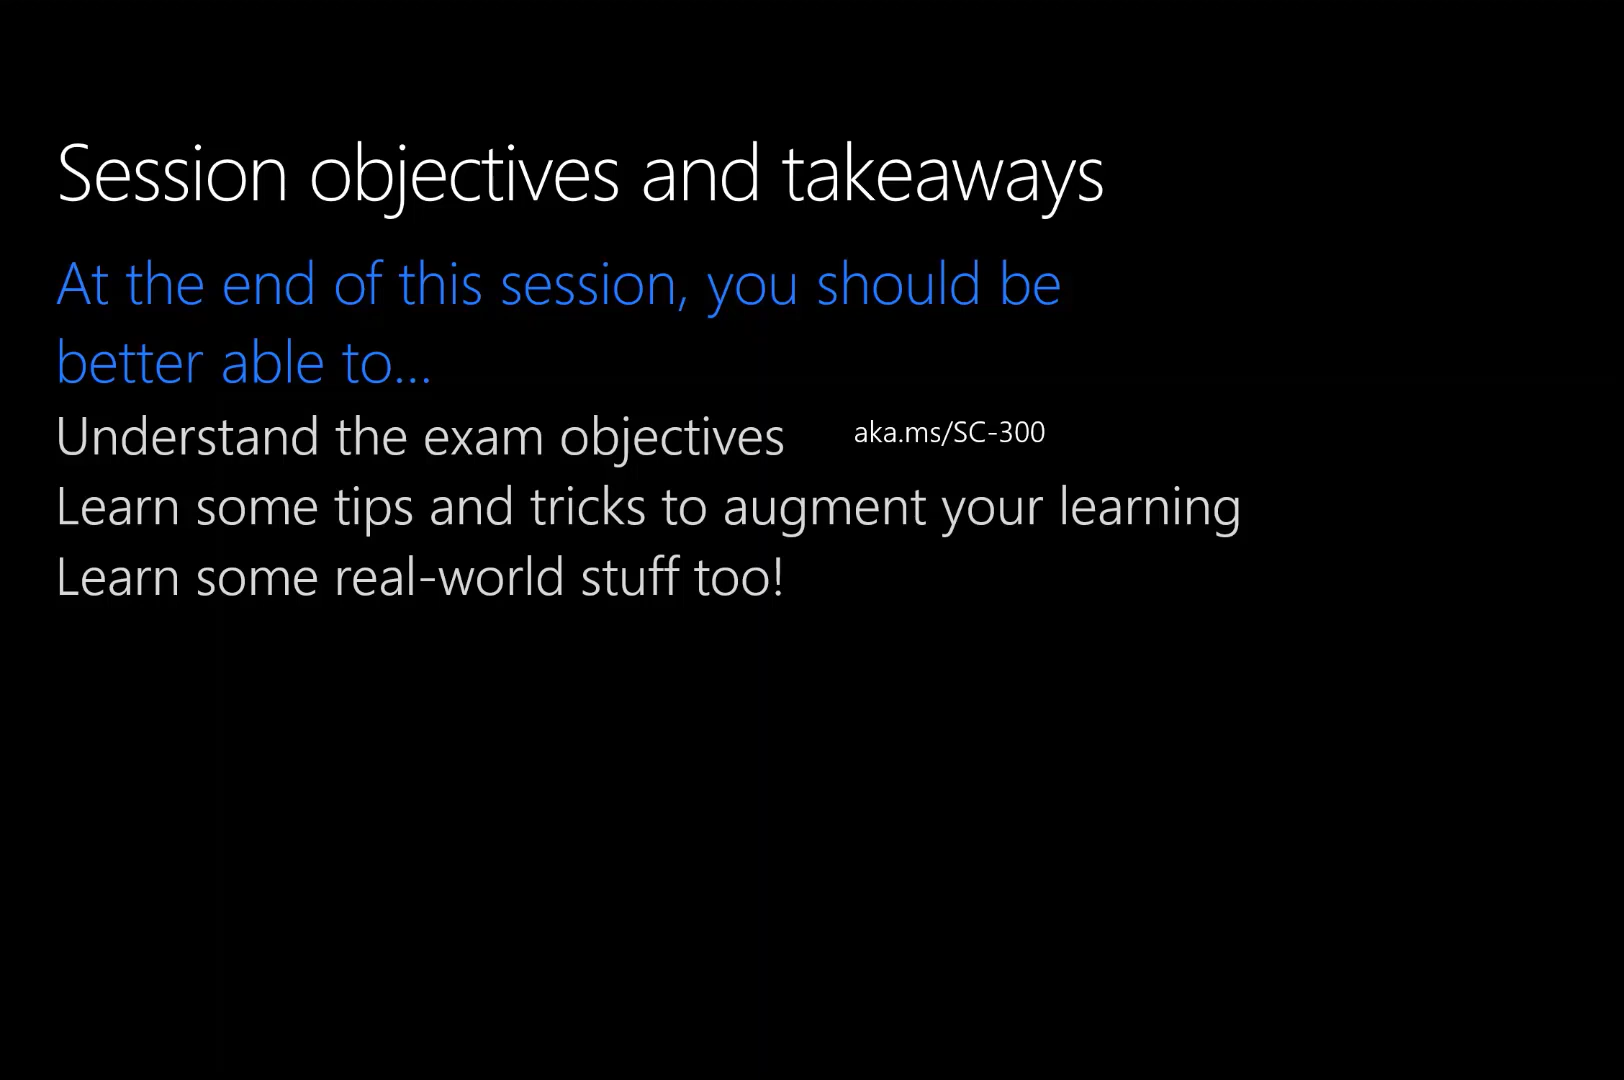 Session objectives and takeaways
At the end of this session, you should be
better able to...
Understand the exam objectives aka.ms/SC-300
Learn some tips and tricks to augment your learning
Learn some real-world stuff too!